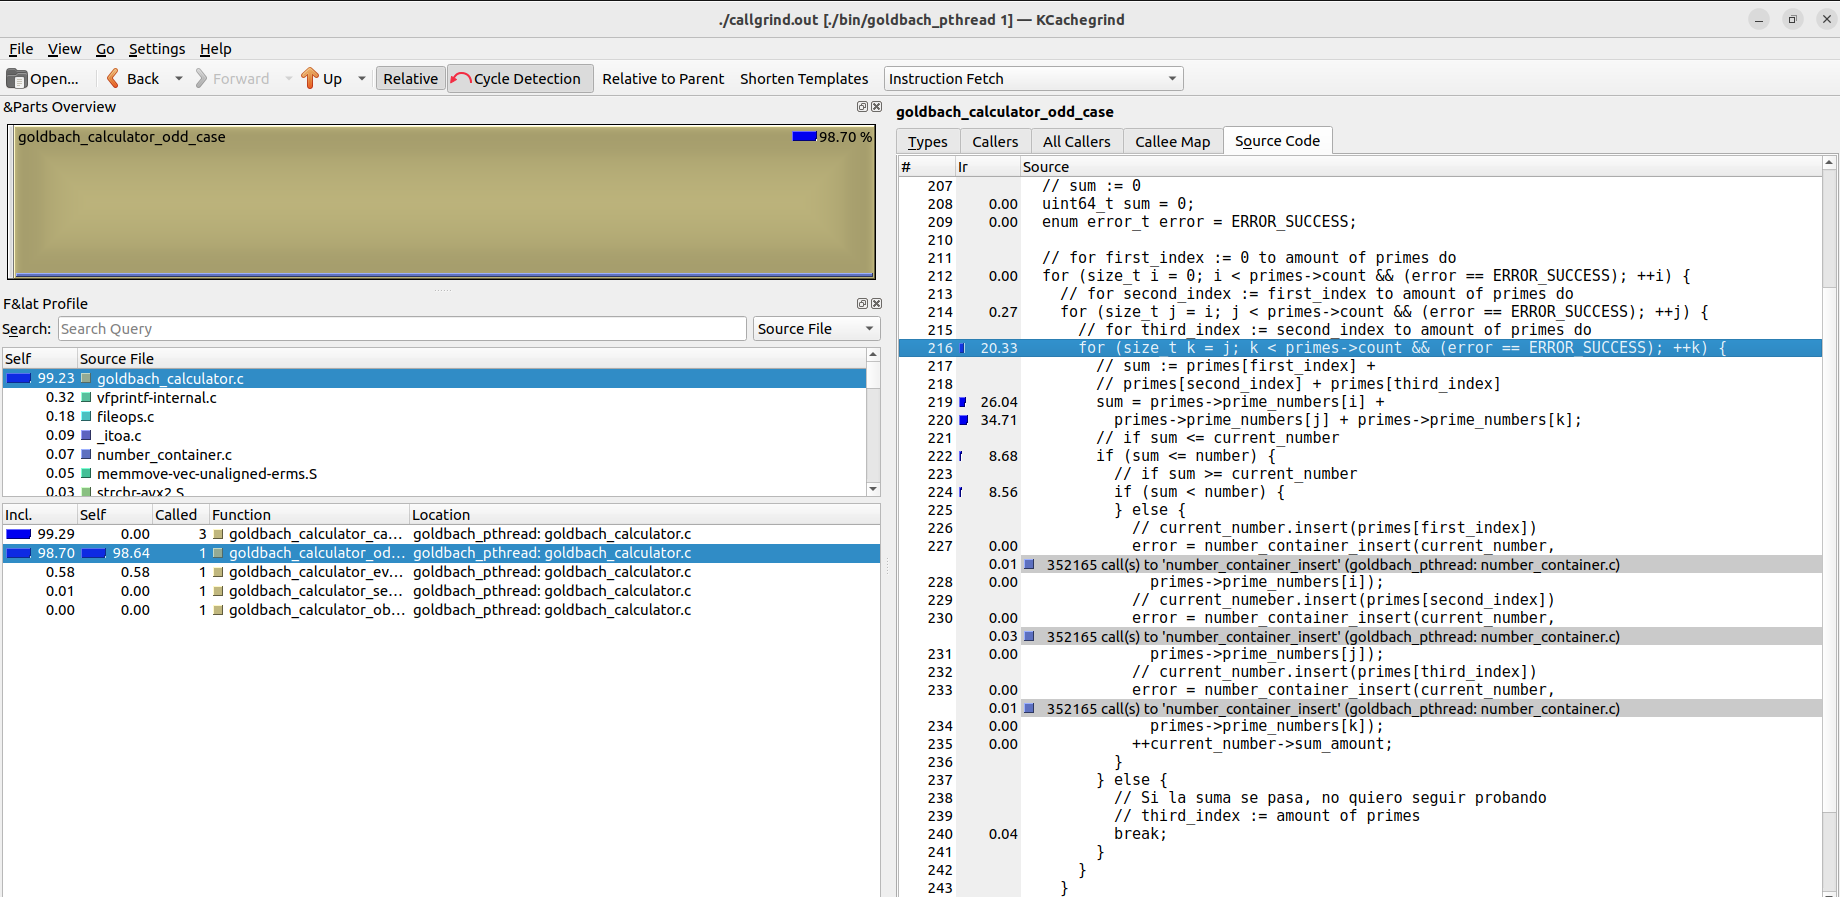 ./callgrind.out [./bin/goldbach_pthread 1] — KCachegrind
File View Go Settings Help
Open... Back Forward Up Relative Cycle Detection Relative to Parent Shorten Templates Instruction Fetch
&Parts Overview
goldbach_calculator_odd_case 98.70 %
F&lat Profile
Search: Search Query Source File
Self Source File
99.23 goldbach_calculator.c
0.32 vfprintf-internal.c
0.18 fileops.c
0.09 _itoa.c
0.07 number_container.c
0.05 memmove-vec-unaligned-erms.S
0.03 strchr-avx2.S
Incl. Self Called Function Location
99.29 0.00 3 goldbach_calculator_ca... goldbach_pthread: goldbach_calculator.c
98.70 98.64 1 goldbach_calculator_od... goldbach_pthread: goldbach_calculator.c
0.58 0.58 1 goldbach_calculator_ev... goldbach_pthread: goldbach_calculator.c
0.01 0.00 1 goldbach_calculator_se... goldbach_pthread: goldbach_calculator.c
0.00 0.00 1 goldbach_calculator_ob... goldbach_pthread: goldbach_calculator.c
goldbach_calculator_odd_case
Types Callers All Callers Callee Map Source Code
# Ir Source
207 // sum := 0
208 0.00 uint64_t sum = 0;
209 0.00 enum error_t error = ERROR_SUCCESS;
210
211 // for first_index := 0 to amount of primes do
212 0.00 for (size_t i = 0; i < primes->count && (error == ERROR_SUCCESS); ++i) {
213 // for second_index := first_index to amount of primes do
214 0.27 for (size_t j = i; j < primes->count && (error == ERROR_SUCCESS); ++j) {
215 // for third_index := second_index to amount of primes do
216 20.33 for (size_t k = j; k < primes->count && (error == ERROR_SUCCESS); ++k) {
217 // sum := primes[first_index] +
218 // primes[second_index] + primes[third_index]
219 26.04 sum = primes->prime_numbers[i] +
220 34.71 primes->prime_numbers[j] + primes->prime_numbers[k];
221 // if sum <= current_number
222 8.68 if (sum <= number) {
223 // if sum >= current_number
224 8.56 if (sum < number) {
225 } else {
226 // current_number.insert(primes[first_index])
227 0.00 error = number_container_insert(current_number,
0.01 352165 call(s) to 'number_container_insert' (goldbach_pthread: number_container.c)
228 0.00 primes->prime_numbers[i]);
229 // current_numeber.insert(primes[second_index])
230 0.00 error = number_container_insert(current_number,
0.03 352165 call(s) to 'number_container_insert' (goldbach_pthread: number_container.c)
231 0.00 primes->prime_numbers[j]);
232 // current_number.insert(primes[third_index])
233 0.00 error = number_container_insert(current_number,
0.01 352165 call(s) to 'number_container_insert' (goldbach_pthread: number_container.c)
234 0.00 primes->prime_numbers[k]);
235 0.00 ++current_number->sum_amount;
236 }
237 } else {
238 // Si la suma se pasa, no quiero seguir probando
239 // third_index := amount of primes
240 0.04 break;
241 }
242 }
243 }